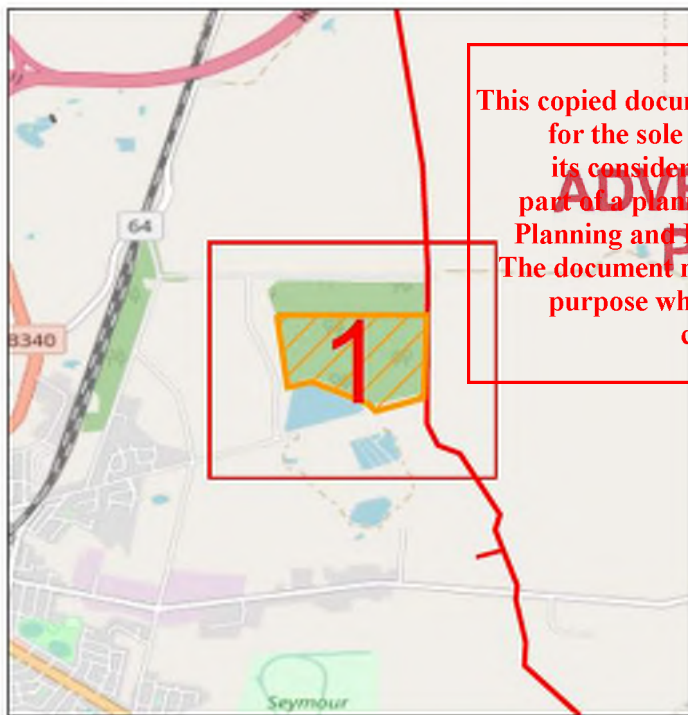 This copied docu
for the sole
its consider
ADVE
part of a plan
64
Planning and
P
The document
purpose wh
B340
1
Seymour